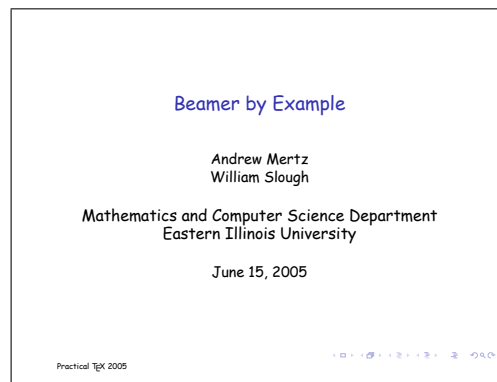 Beamer by Example
Andrew Mertz
William Slough
Mathematics and Computer Science Department
Eastern Illinois University
June 15, 2005
Practical TEX 2005